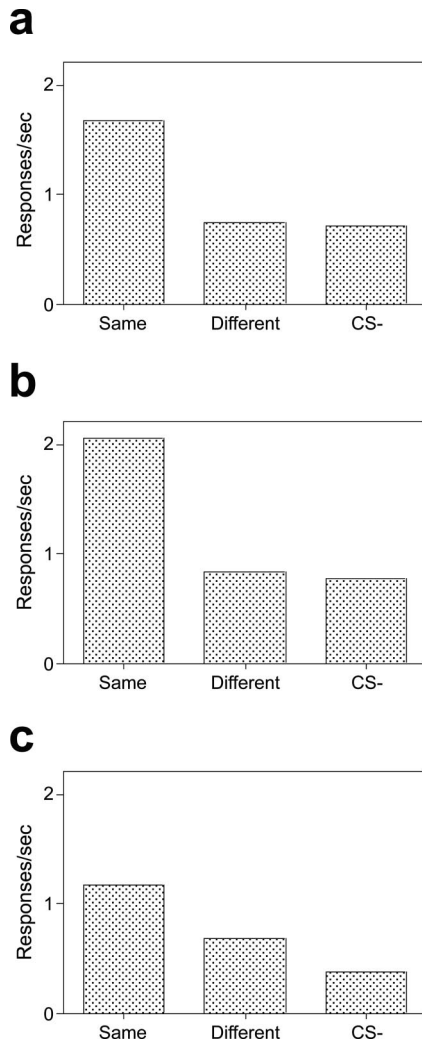 a
2
1
0
Responses/sec
Same Different CS-
b
2
1
0
Responses/sec
Same Different CS-
c
2
1
0
Responses/sec
Same Different CS-